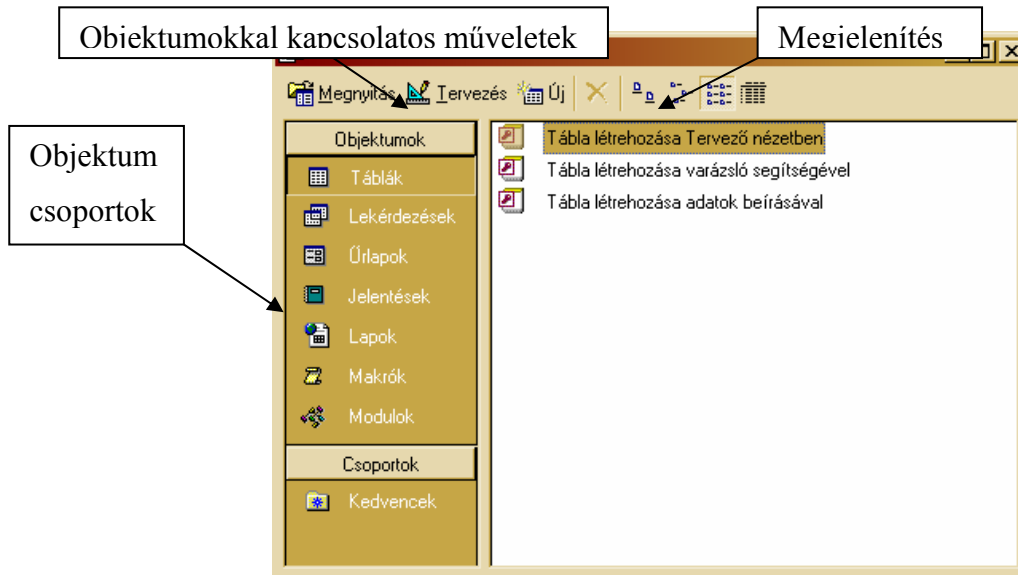 Objektumokkal kapcsolatos műveletek
Megjelenítés
Megnyitás Tervezés Új
Objektum
csoportok
Objektumok
Táblák
Lekérdezések
Űrlapok
Jelentések
Lapok
Makrók
Modulok
Csoportok
Kedvencek
Tábla létrehozása Tervező nézetben
Tábla létrehozása varázsló segítségével
Tábla létrehozása adatok beírásával